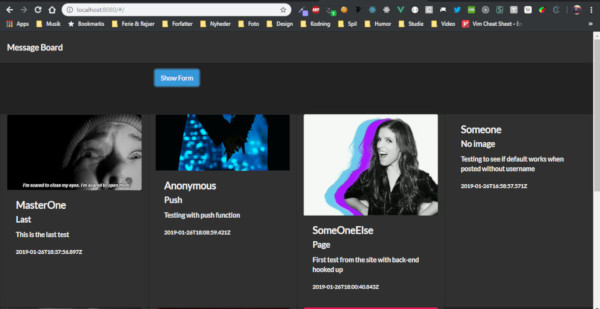 localhost:8080/#/
Apps Bookmarks Ferie & Rejser Forfatter Nyheder Foto Design Kodning Spil Humor Studie Video Vim Cheat Sheet - E
Message Board
Show Form
I'm scared to close my eyes, I'm scared to open them.
MasterOne
Last
This is the last test
2019-01-26T18:37:56.897Z
Anonymous
Push
Testing with push function
2019-01-26T18:08:59.421Z
SomeOneElse
Page
First test from the site with back-end
hooked up
2019-01-26T18:00:40.843Z
Someone
No image
Testing to see if default works when
posted without username
2019-01-26T16:58:57.571Z